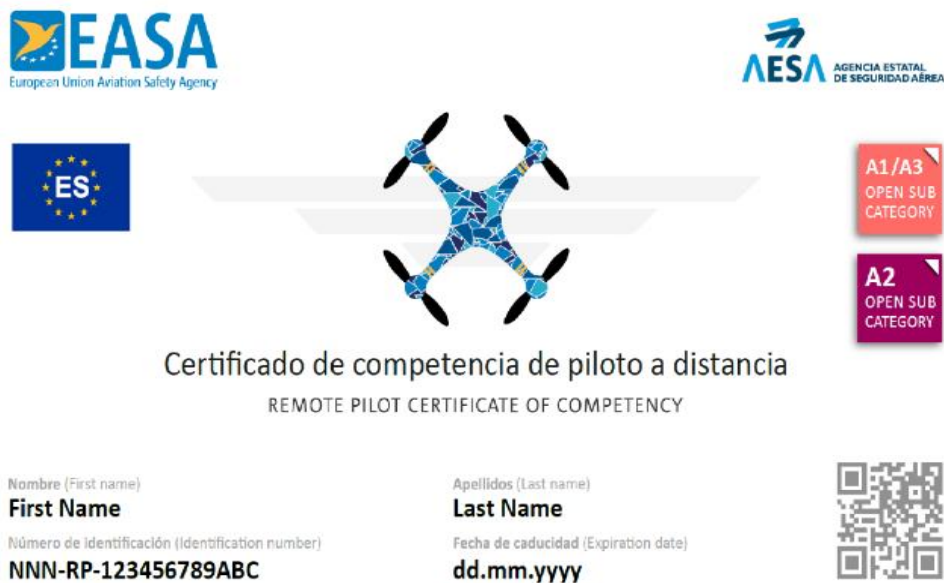 EASA
European Union Aviation Safety Agency
AESA AGENCIA ESTATAL
DE SEGURIDAD AÉREA
ES
A1/A3
OPEN SUB
CATEGORY
A2
OPEN SUB
CATEGORY
Certificado de competencia de piloto a distancia
REMOTE PILOT CERTIFICATE OF COMPETENCY
Nombre (First name)
First Name
Apellidos (Last name)
Last Name
Número de identificación (Identification number)
NNN-RP-123456789ABC
Fecha de caducidad (Expiration date)
dd.mm.yyyy